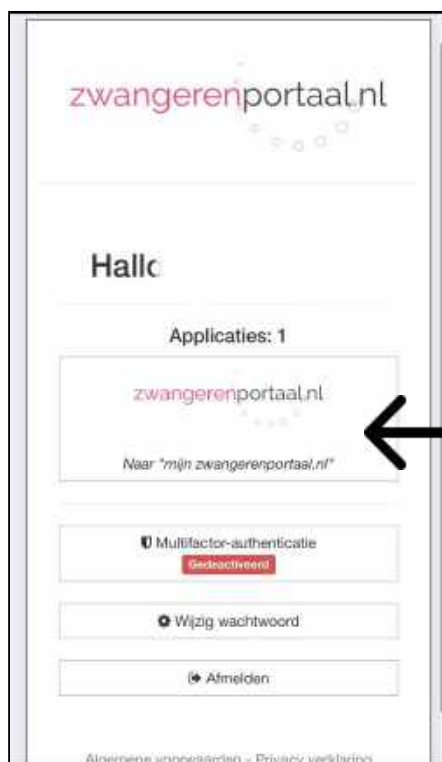 zwangerenportaal.nl
Hallo
Applicaties: 1
zwangerenportaal.nl
Naar "mijn zwangerenportaal.nl"
Multifactor-authenticatie
Gedeactiveerd
Wijzig wachtwoord
Afmelden
Algemene voorwaarden - Privacy verklaring